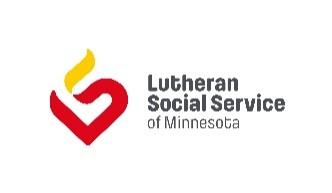 Lutheran
Social Service
of Minnesota